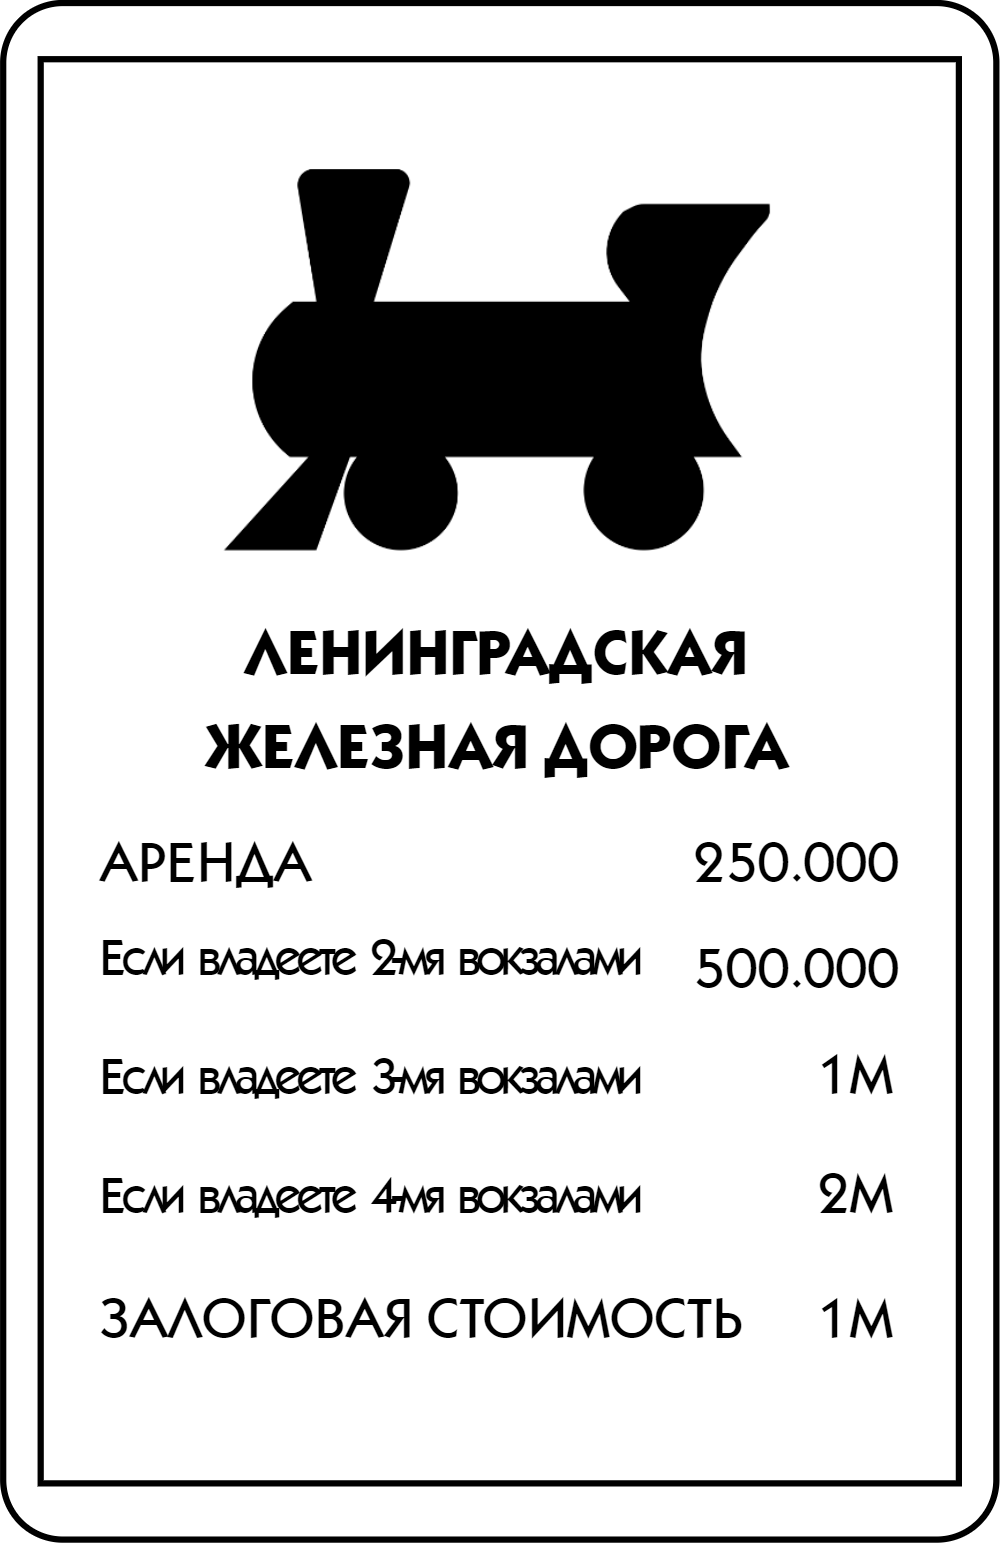 ЛЕНИНГРАДСКАЯ
ЖЕЛЕЗНАЯ ДОРОГА
АРЕНДА 250.000
Если владеете 2-мя вокзалами 500.000
Если владеете 3-мя вокзалами 1М
Если владеете 4-мя вокзалами 2М
ЗАЛОГОВАЯ СТОИМОСТЬ 1М